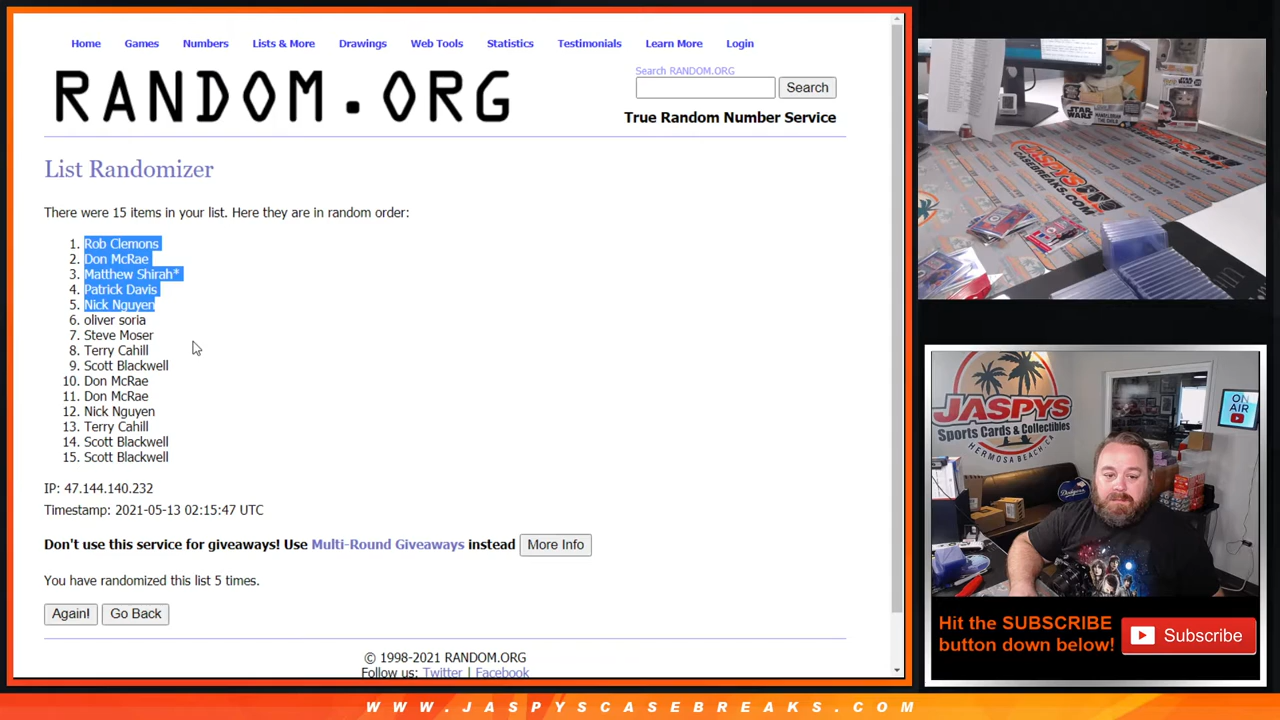 Home Games Numbers Lists & More Drawings Web Tools Statistics Testimonials Learn More Login
RANDOM.ORG
Search RANDOM.ORG
Search
True Random Number Service
List Randomizer
There were 15 items in your list. Here they are in random order:
1. Rob Clemons
2. Don McRae
3. Matthew Shirah*
4. Patrick Davis
5. Nick Nguyen
6. oliver soria
7. Steve Moser
8. Terry Cahill
9. Scott Blackwell
10. Don McRae
11. Don McRae
12. Nick Nguyen
13. Terry Cahill
14. Scott Blackwell
15. Scott Blackwell
IP: 47.144.140.232
Timestamp: 2021-05-13 02:15:47 UTC
Don't use this service for giveaways! Use Multi-Round Giveaways instead More Info
You have randomized this list 5 times.
Again! Go Back
© 1998-2021 RANDOM.ORG
Follow us: Twitter | Facebook
STAR WARS
JASPYS
CASEBREAKS.COM
JASPYS
Sports Cards & Collectibles
HERMOSA BEACH, CA
ON AIR
Dodgers
Hit the SUBSCRIBE
button down below!
Subscribe
WWW.JASPYSCASEBREAKS.COM